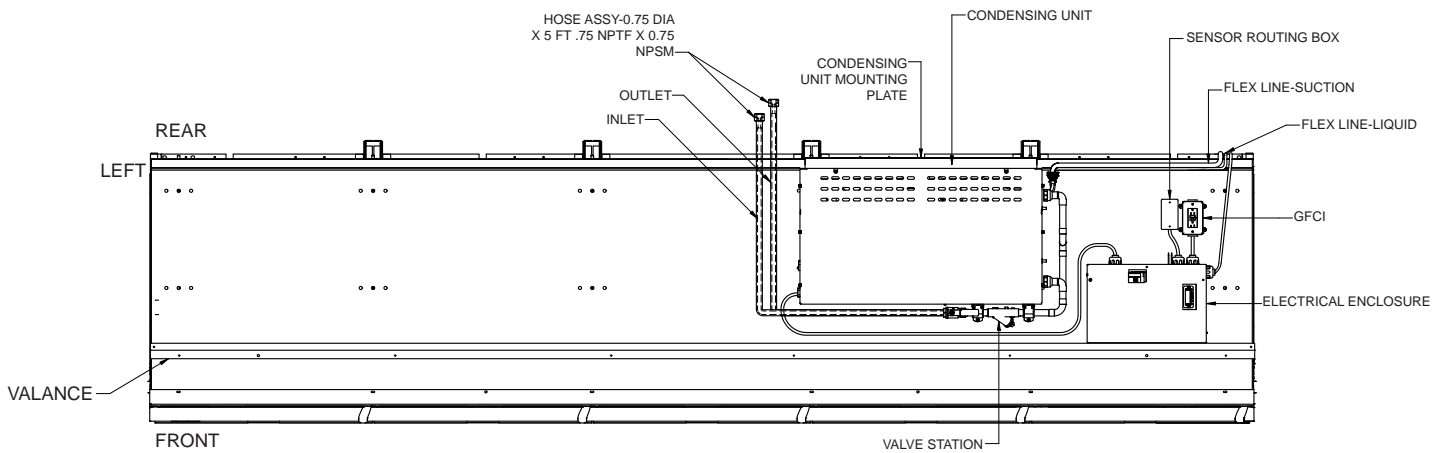 HOSE ASSY-0.75 DIA
X 5 FT .75 NPTF X 0.75
NPSM
CONDENSING UNIT
SENSOR ROUTING BOX
CONDENSING
UNIT MOUNTING
PLATE
FLEX LINE-SUCTION
OUTLET
INLET
FLEX LINE-LIQUID
REAR
LEFT
GFCI
ELECTRICAL ENCLOSURE
VALANCE
FRONT
VALVE STATION